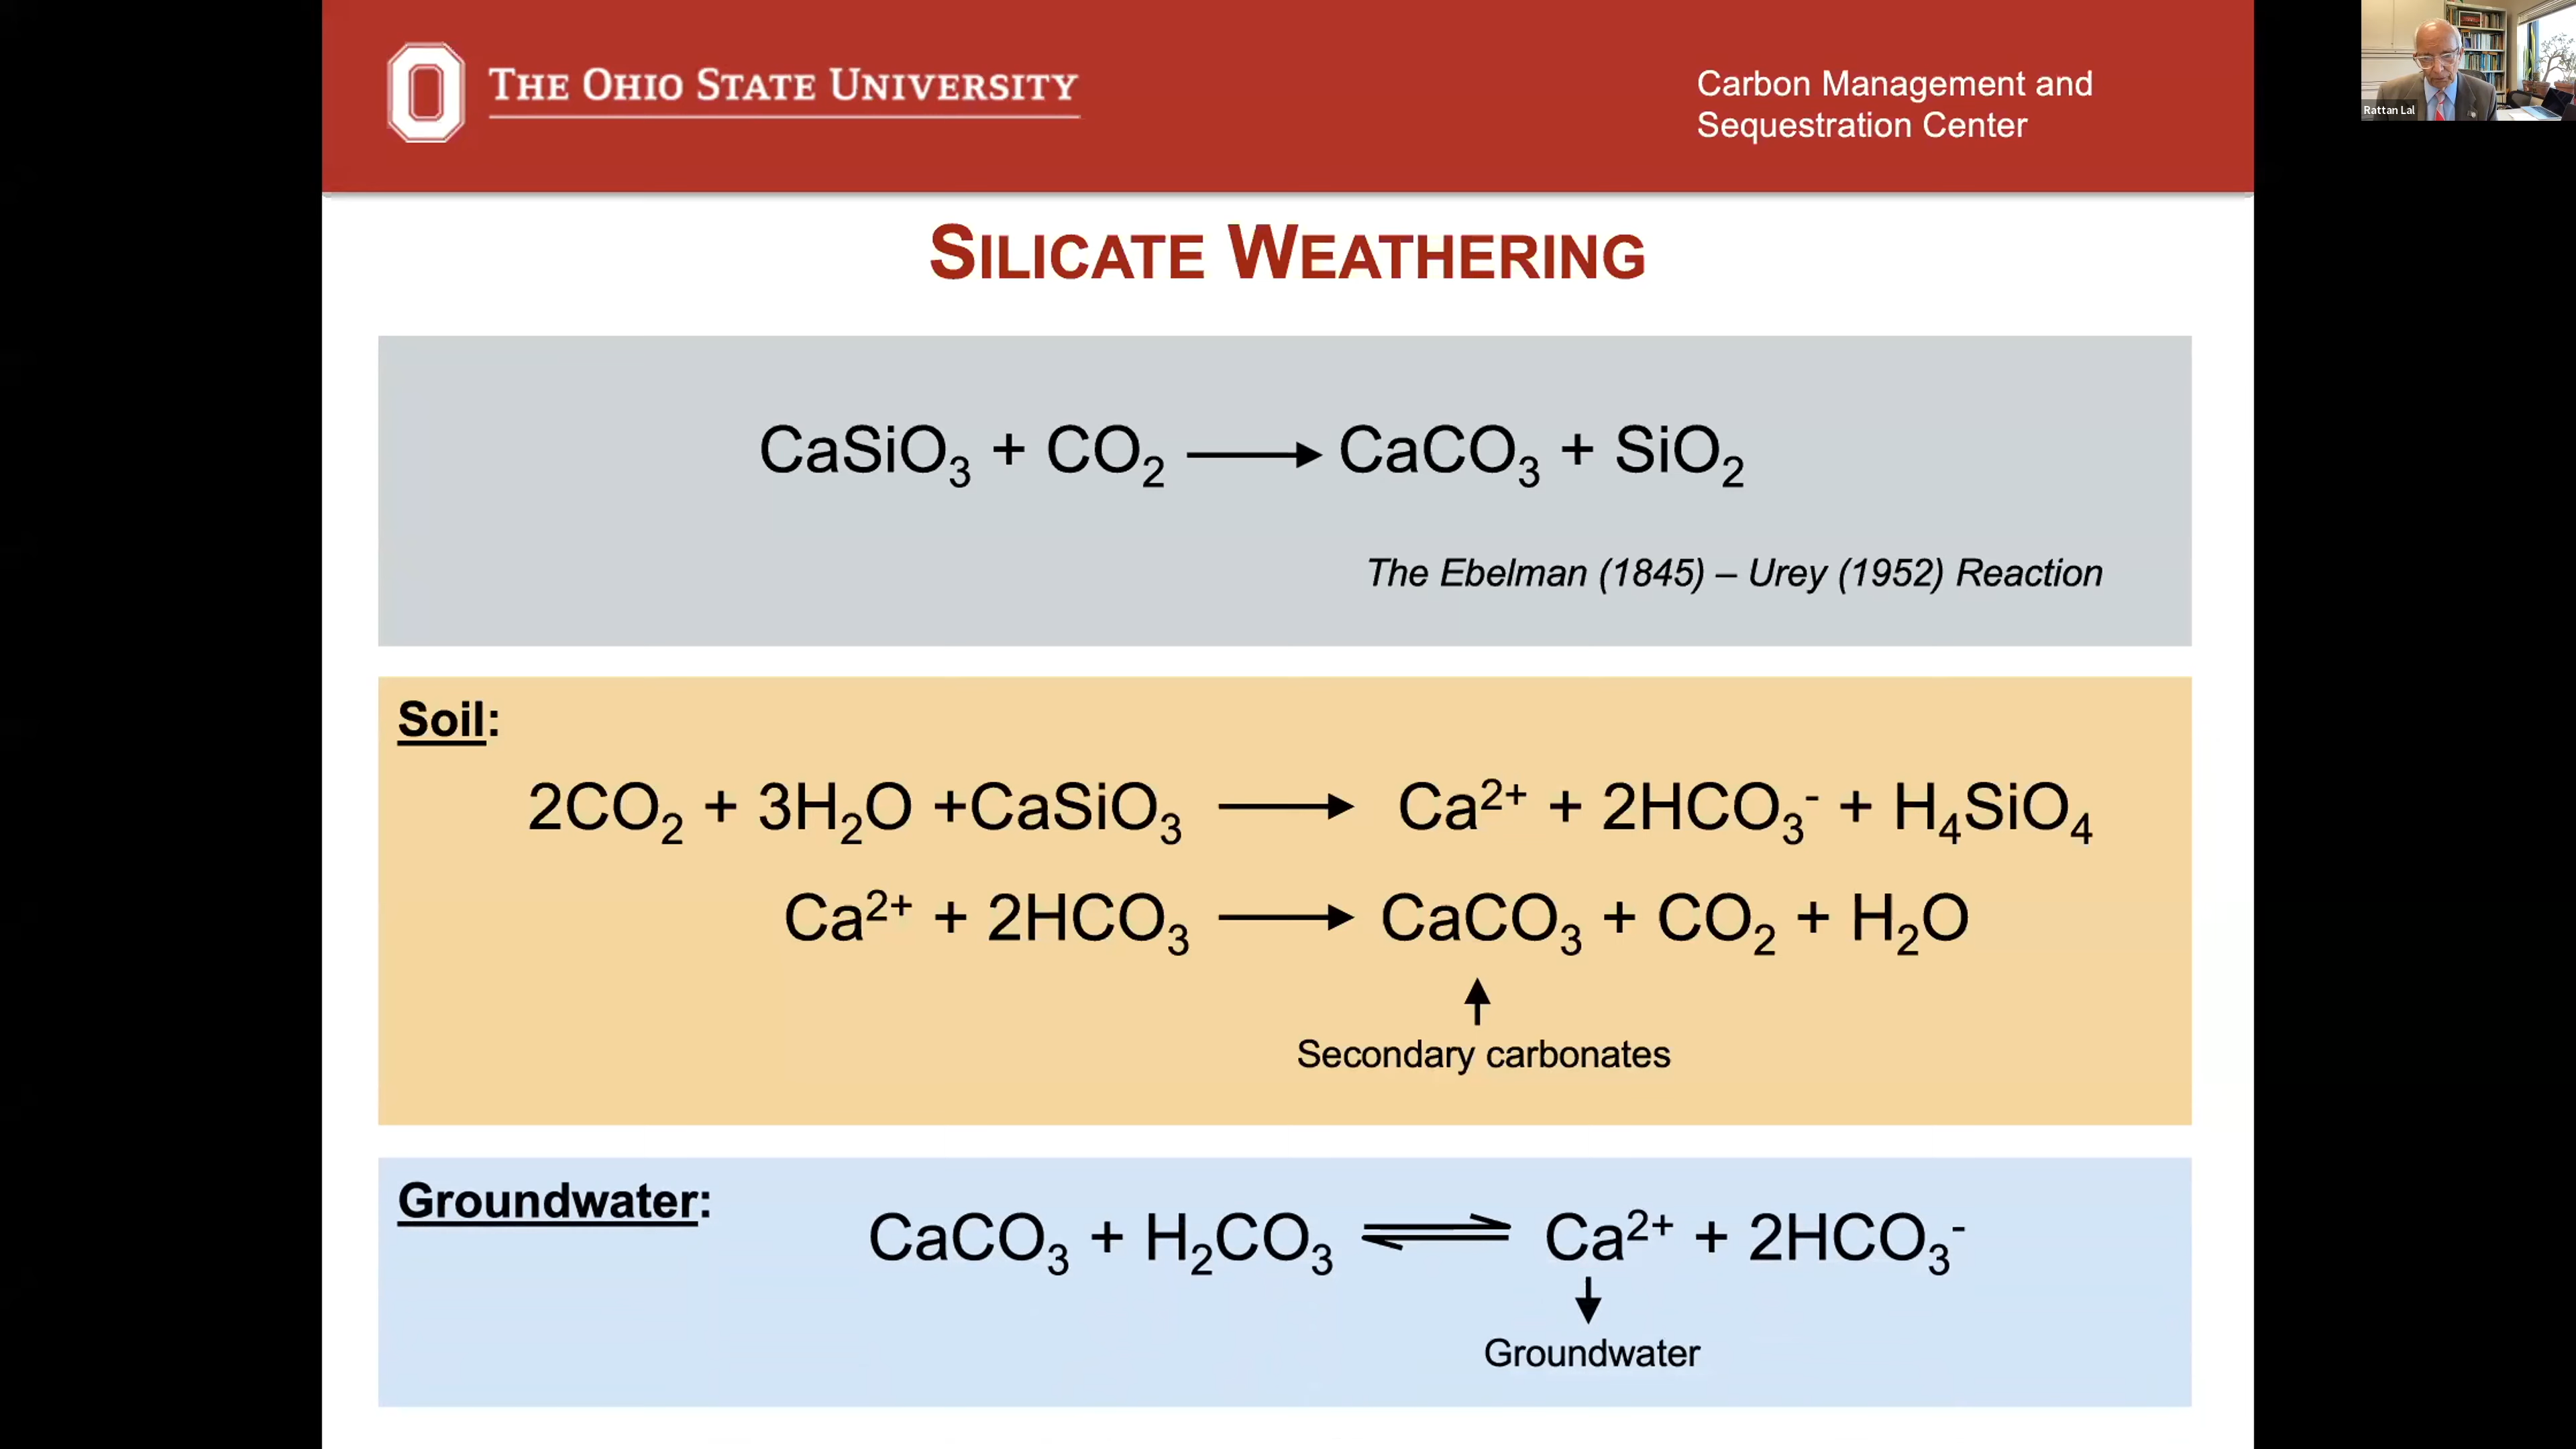 THE OHIO STATE UNIVERSITY
Carbon Management and
Sequestration Center
Rattan Lal
SILICATE WEATHERING
CaSiO₃ + CO₂ ⟶ CaCO₃ + SiO₂
The Ebelman (1845) – Urey (1952) Reaction
Soil:
2CO₂ + 3H₂O +CaSiO₃ ⟶ Ca²⁺ + 2HCO₃⁻ + H₄SiO₄
Ca²⁺ + 2HCO₃ ⟶ CaCO₃ + CO₂ + H₂O
Secondary carbonates
Groundwater:
CaCO₃ + H₂CO₃ ⇌ Ca²⁺ + 2HCO₃⁻
Groundwater